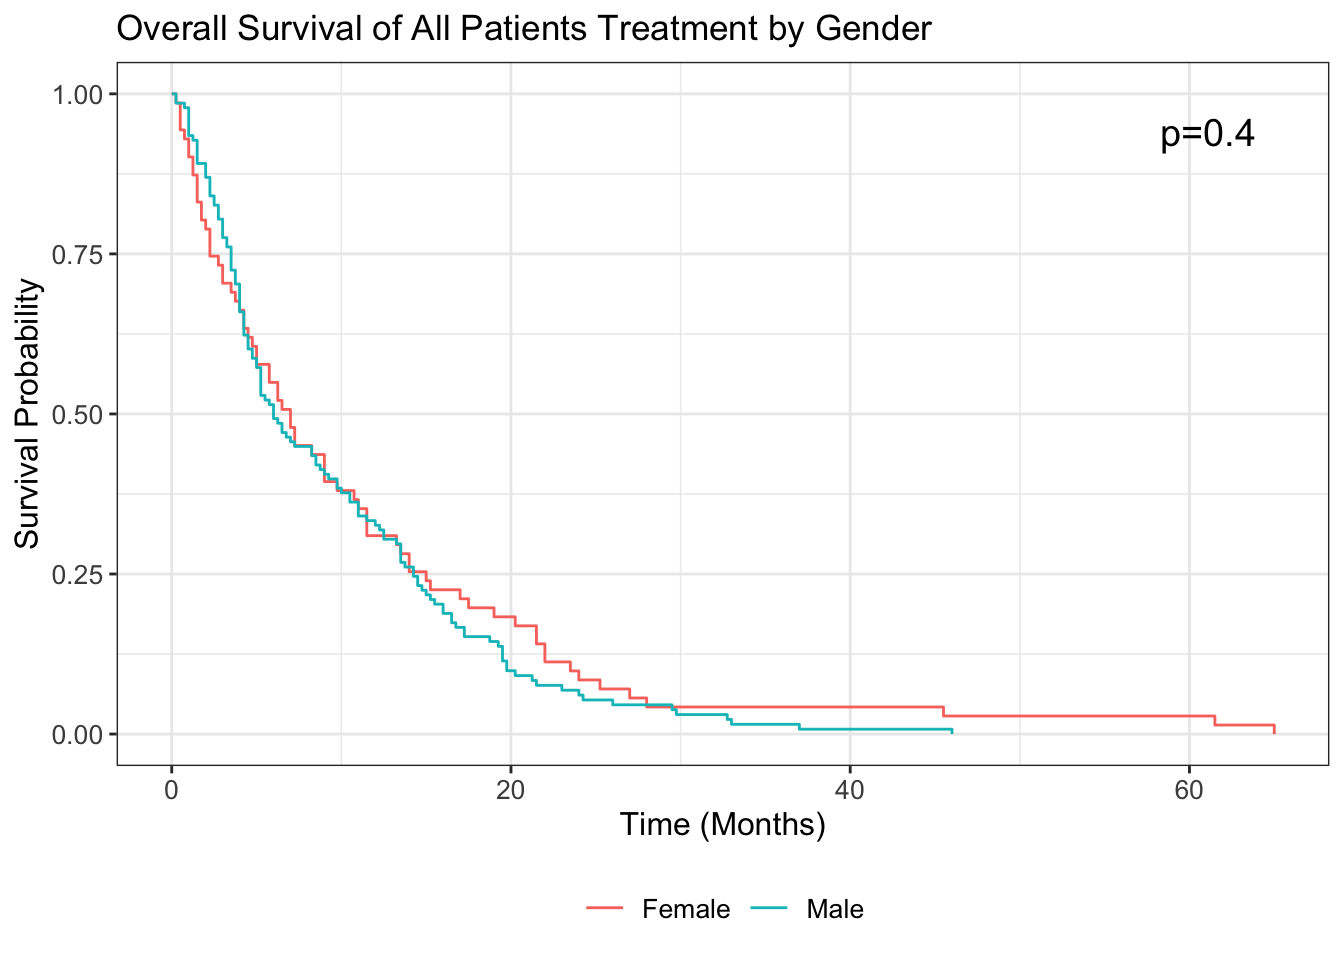 Overall Survival of All Patients Treatment by Gender
p=0.4
Survival Probability
1.00
0.75
0.50
0.25
0.00
0 20 40 60
Time (Months)
Female Male